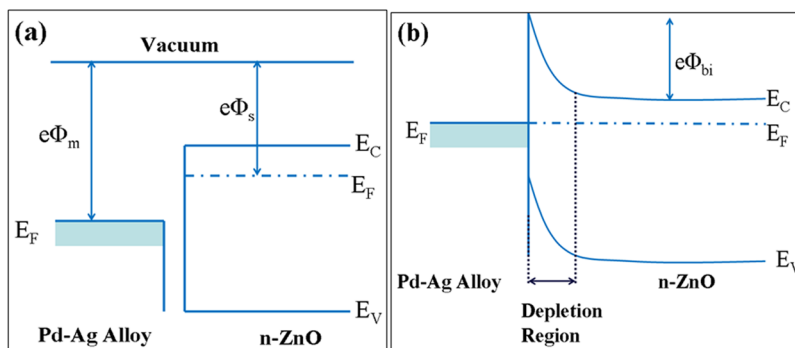 (a)
Vacuum
eΦm
eΦs
EC
EF
EF
EV
Pd-Ag Alloy
n-ZnO
(b)
eΦbi
EC
EF
EF
EV
Pd-Ag Alloy
n-ZnO
Depletion
Region